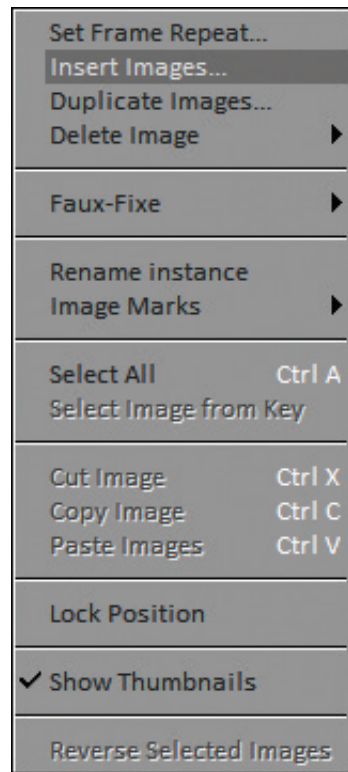 Set Frame Repeat...
Insert Images...
Duplicate Images...
Delete Image
Faux-Fixe
Rename instance
Image Marks
Select All Ctrl A
Select Image from Key
Cut Image Ctrl X
Copy Image Ctrl C
Paste Images Ctrl V
Lock Position
Show Thumbnails
Reverse Selected Images